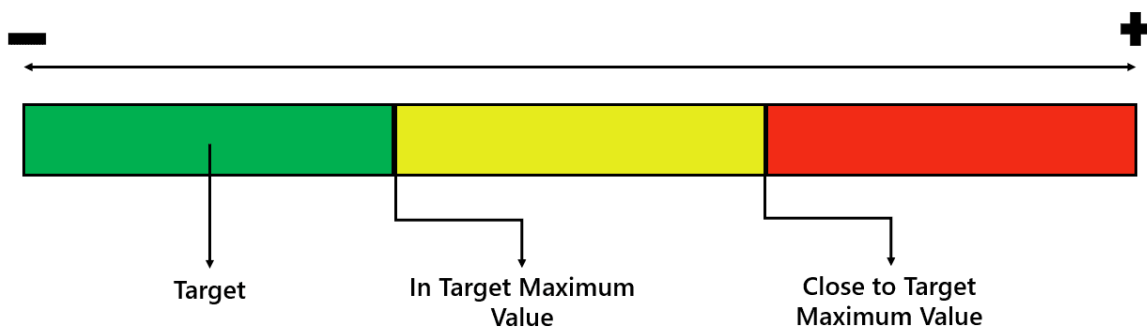 Target
In Target Maximum
Value
Close to Target
Maximum Value